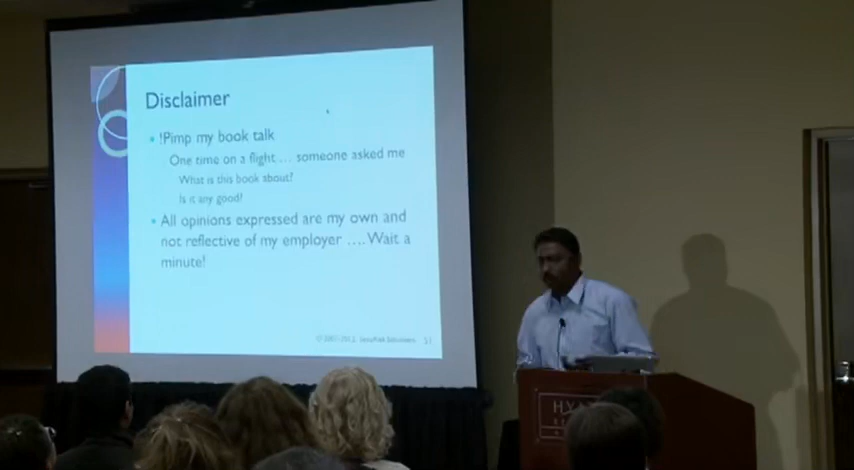 Disclaimer
• !Pimp my book talk
One time on a flight … someone asked me
What is this book about?
Is it any good?
• All opinions expressed are my own and
not reflective of my employer …. Wait a
minute!
HYA